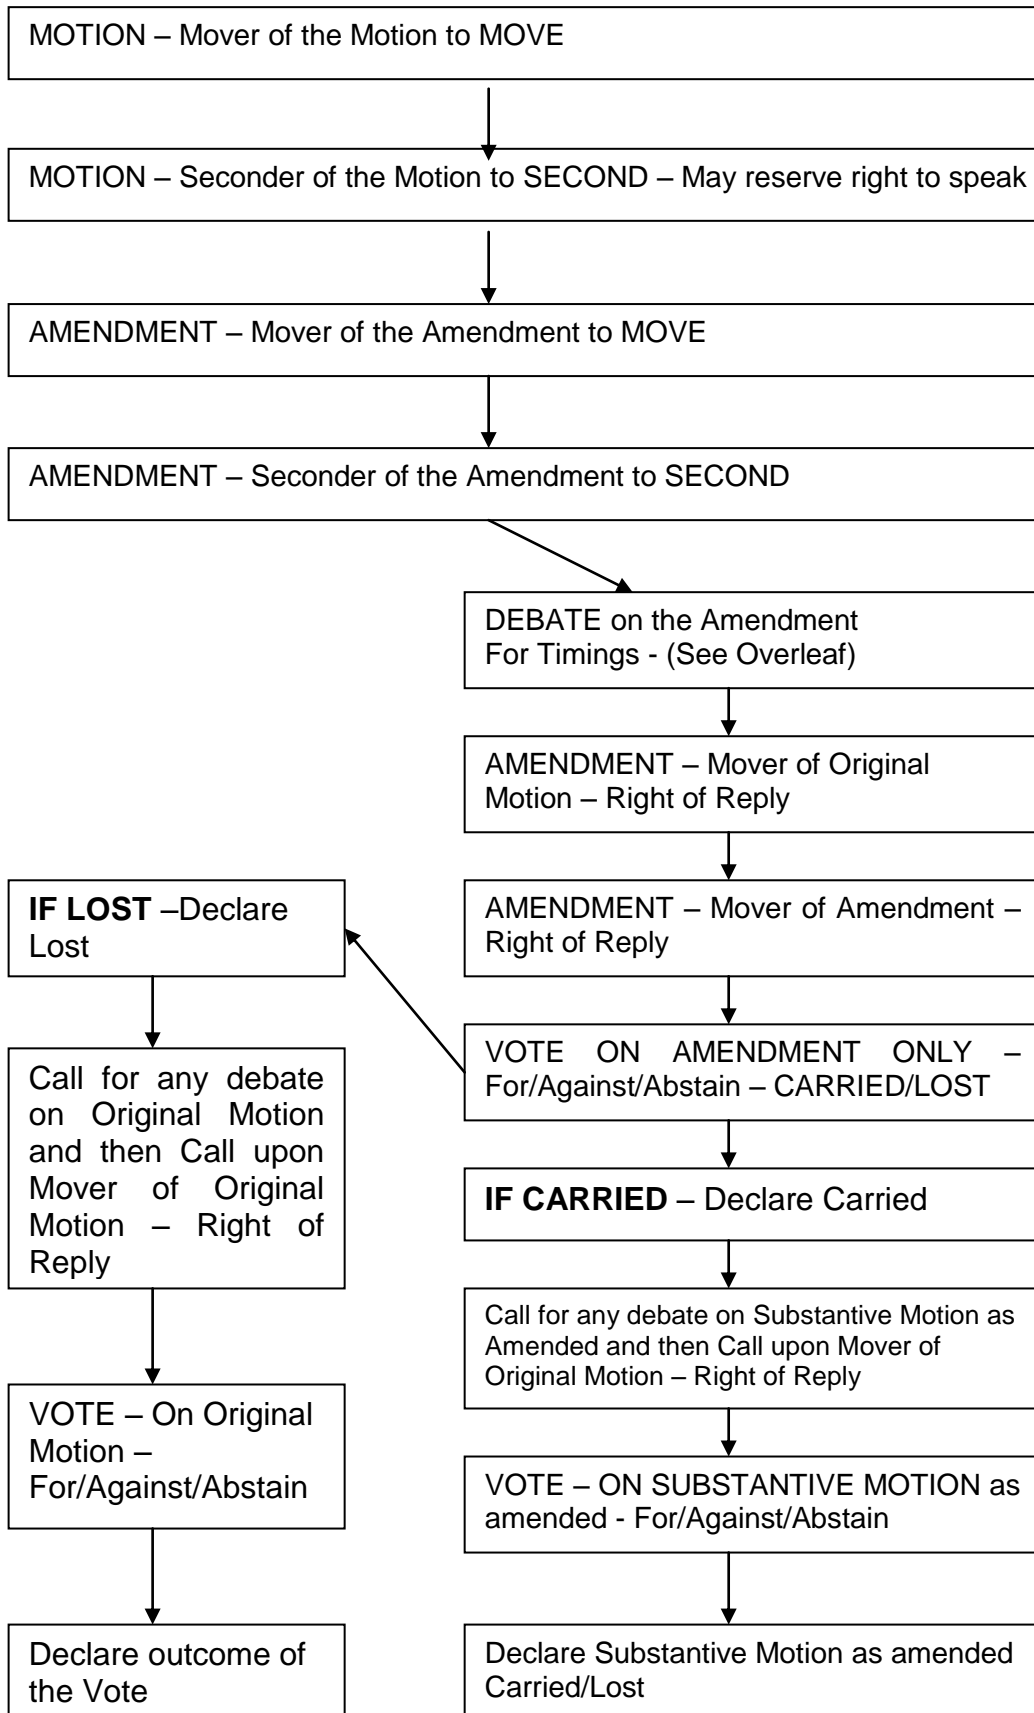 MOTION – Mover of the Motion to MOVE
MOTION – Seconder of the Motion to SECOND – May reserve right to speak
AMENDMENT – Mover of the Amendment to MOVE
AMENDMENT – Seconder of the Amendment to SECOND
DEBATE on the Amendment
For Timings - (See Overleaf)
AMENDMENT – Mover of Original
Motion – Right of Reply
AMENDMENT – Mover of Amendment –
Right of Reply
VOTE ON AMENDMENT ONLY –
For/Against/Abstain – CARRIED/LOST
IF LOST –Declare
Lost
Call for any debate
on Original Motion
and then Call upon
Mover of Original
Motion – Right of
Reply
VOTE – On Original
Motion –
For/Against/Abstain
Declare outcome of
the Vote
IF CARRIED – Declare Carried
Call for any debate on Substantive Motion as
Amended and then Call upon Mover of
Original Motion – Right of Reply
VOTE – ON SUBSTANTIVE MOTION as
amended - For/Against/Abstain
Declare Substantive Motion as amended
Carried/Lost